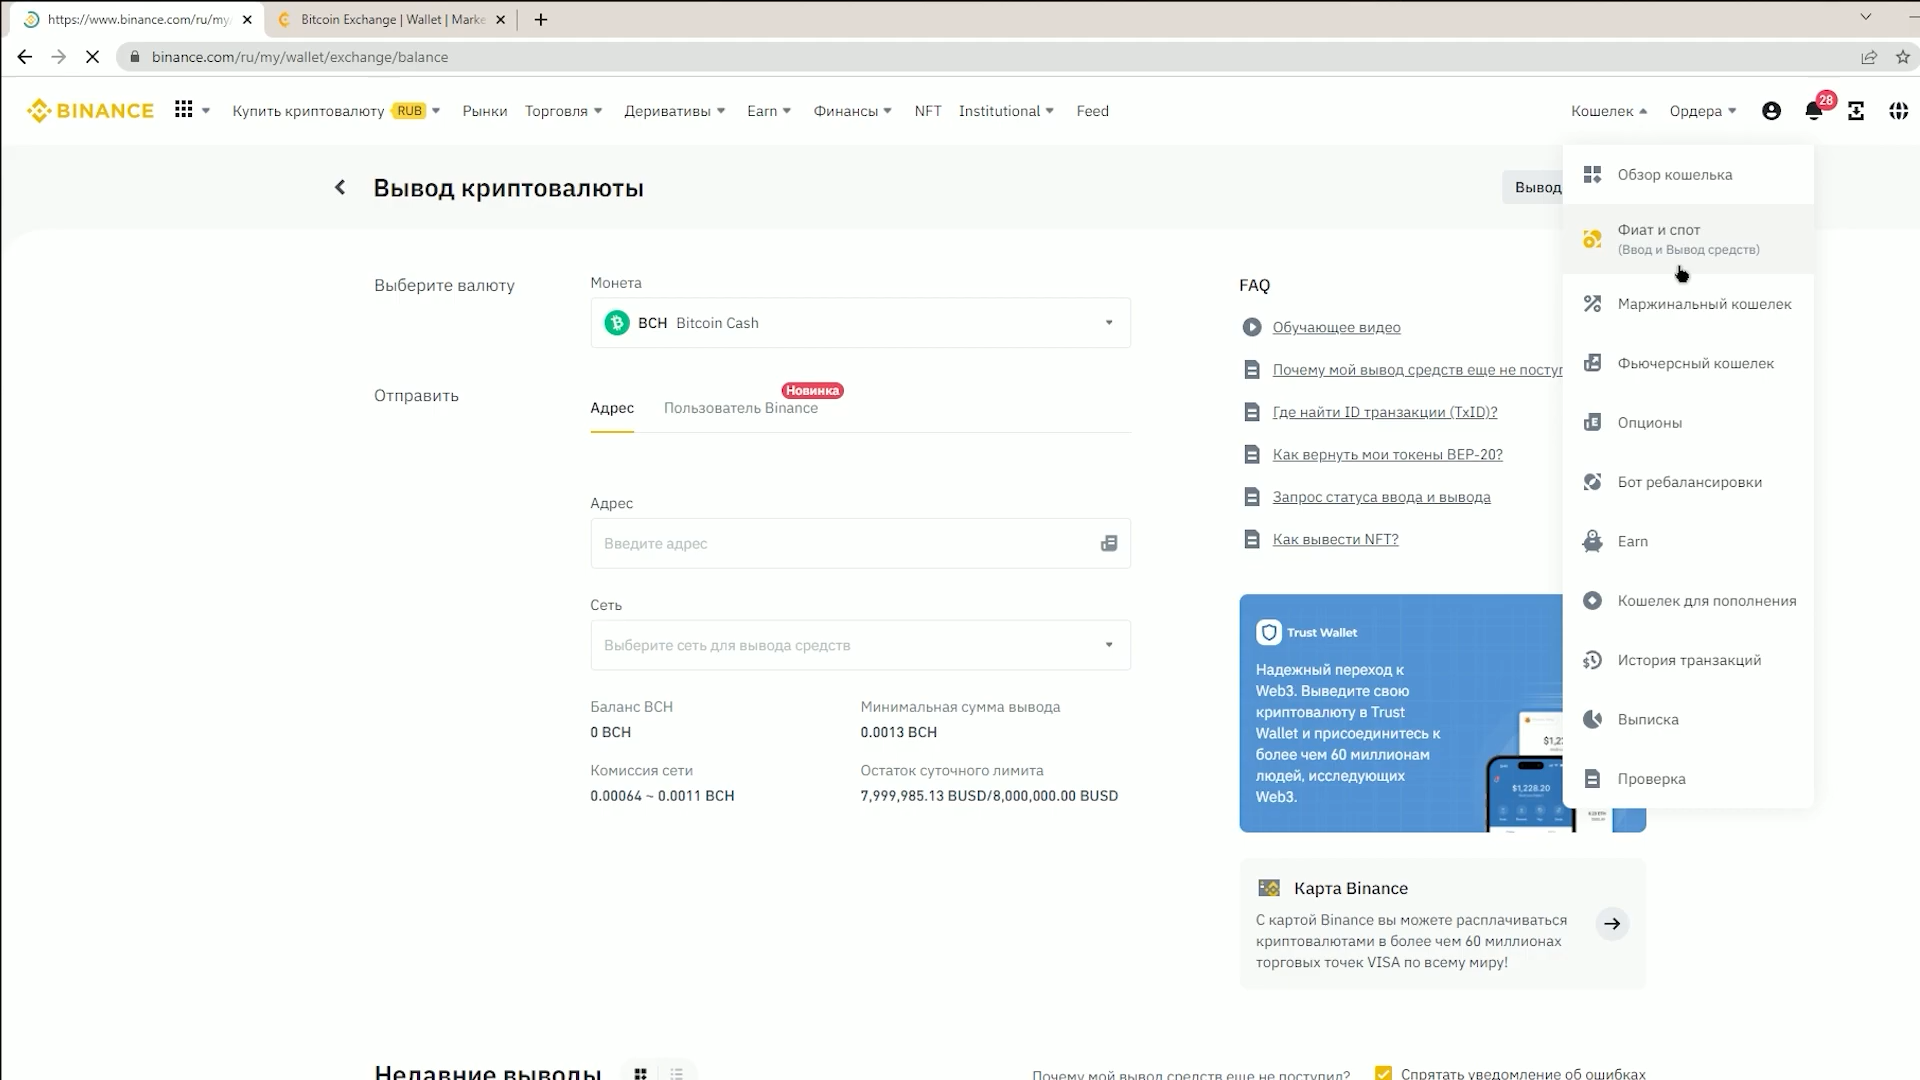 https://www.binance.com/ru/my/
Bitcoin Exchange | Wallet | Marke
binance.com/ru/my/wallet/exchange/balance
BINANCE
Купить криптовалюту RUB
Рынки
Торговля
Деривативы
Earn
Финансы
NFT
Institutional
Feed
Кошелек
Ордера
28
Вывод криптовалюты
Вывод
Обзор кошелька
Фиат и спот
(Ввод и Вывод средств)
Маржинальный кошелек
Фьючерсный кошелек
Опционы
Бот ребалансировки
Earn
Кошелек для пополнения
История транзакций
Выписка
Проверка
Выберите валюту
Монета
BCH Bitcoin Cash
Отправить
Новинка
Адрес
Пользователь Binance
Адрес
Введите адрес
Сеть
Выберите сеть для вывода средств
Баланс BCH
0 BCH
Минимальная сумма вывода
0.0013 BCH
Комиссия сети
0.00064 ~ 0.0011 BCH
Остаток суточного лимита
7,999,985.13 BUSD/8,000,000.00 BUSD
FAQ
Обучающее видео
Почему мой вывод средств еще не поступ
Где найти ID транзакции (TxID)?
Как вернуть мои токены BEP-20?
Запрос статуса ввода и вывода
Как вывести NFT?
Trust Wallet
Надежный переход к
Web3. Выведите свою
криптовалюту в Trust
Wallet и присоединитесь к
более чем 60 миллионам
людей, исследующих
Web3.
$1,228.20
Карта Binance
С картой Binance вы можете расплачиваться
криптовалютами в более чем 60 миллионах
торговых точек VISA по всему миру!
Недавние выводы
Почему мой вывод средств еще не поступил?
Спрятать уведомление об ошибках